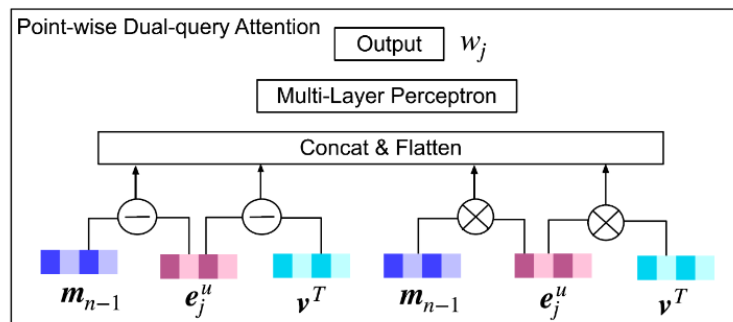 Point-wise Dual-query Attention
Output w_j
Multi-Layer Perceptron
Concat & Flatten
m_{n-1} e_j^u v^T m_{n-1} e_j^u v^T